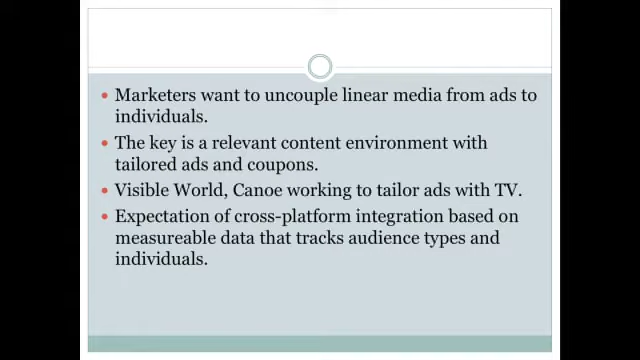 Marketers want to uncouple linear media from ads to
individuals.
The key is a relevant content environment with
tailored ads and coupons.
Visible World, Canoe working to tailor ads with TV.
Expectation of cross-platform integration based on
measureable data that tracks audience types and
individuals.